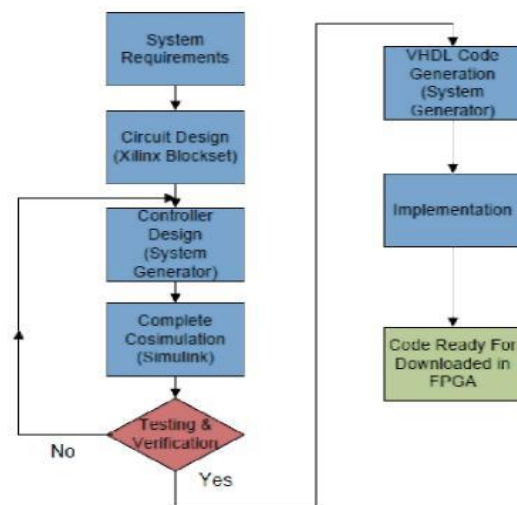 System
Requirements
Circuit Design
(Xilinx Blockset)
Controller
Design
(System
Generator)
Complete
Cosimulation
(Simulink)
Testing &
Verification
No
Yes
VHDL Code
Generation
(System
Generator)
Implementation
Code Ready For
Downloaded in
FPGA